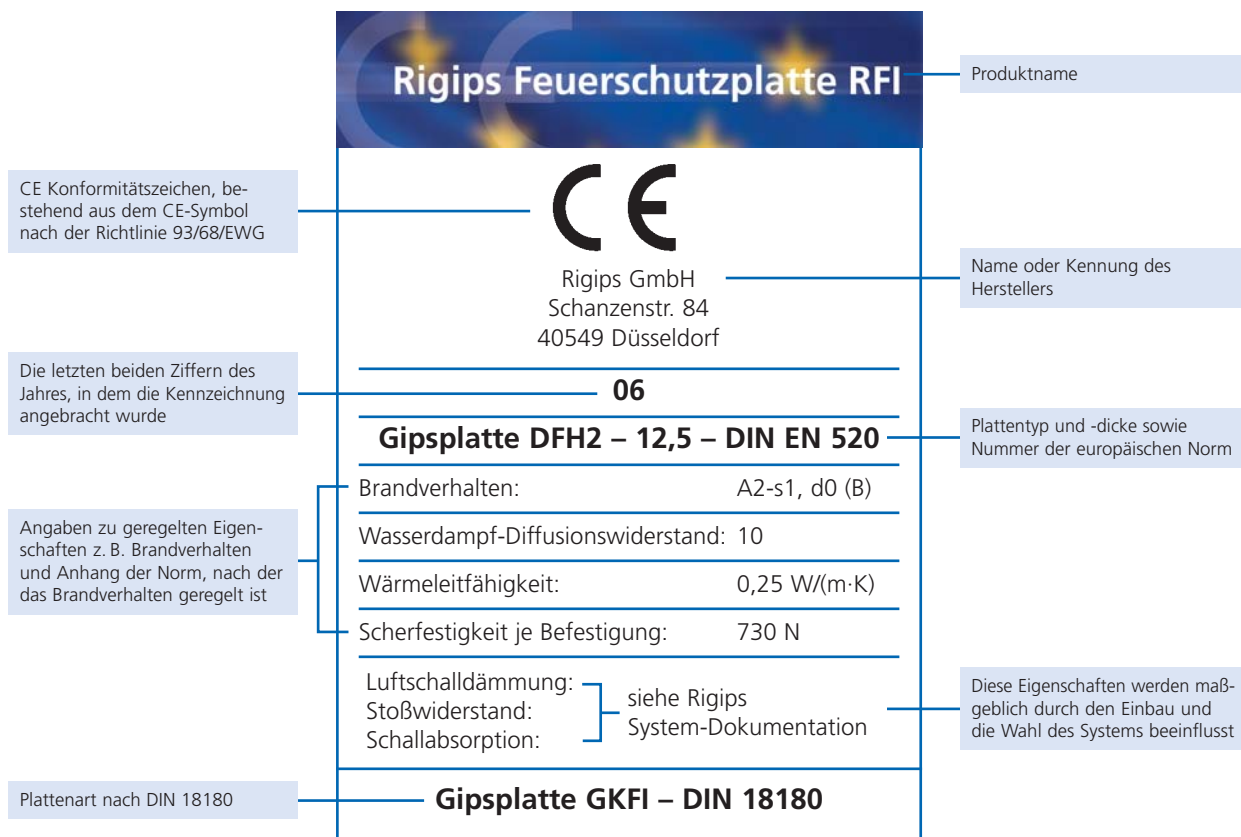 Rigips Feuerschutzplatte RFI
Produktname
CE
CE Konformitätszeichen, be-
stehend aus dem CE-Symbol
nach der Richtlinie 93/68/EWG
Rigips GmbH
Schanzenstr. 84
40549 Düsseldorf
Name oder Kennung des
Herstellers
Die letzten beiden Ziffern des
Jahres, in dem die Kennzeichnung
angebracht wurde
06
Gipsplatte DFH2 – 12,5 – DIN EN 520
Plattentyp und -dicke sowie
Nummer der europäischen Norm
Angaben zu geregelten Eigen-
schaften z. B. Brandverhalten
und Anhang der Norm, nach der
das Brandverhalten geregelt ist
Brandverhalten: A2-s1, d0 (B)
Wasserdampf-Diffusionswiderstand: 10
Wärmeleitfähigkeit: 0,25 W/(m·K)
Scherfestigkeit je Befestigung: 730 N
Luftschalldämmung:
Stoßwiderstand:
Schallabsorption:
siehe Rigips
System-Dokumentation
Diese Eigenschaften werden maß-
geblich durch den Einbau und
die Wahl des Systems beeinflusst
Plattenart nach DIN 18180
Gipsplatte GKFI – DIN 18180